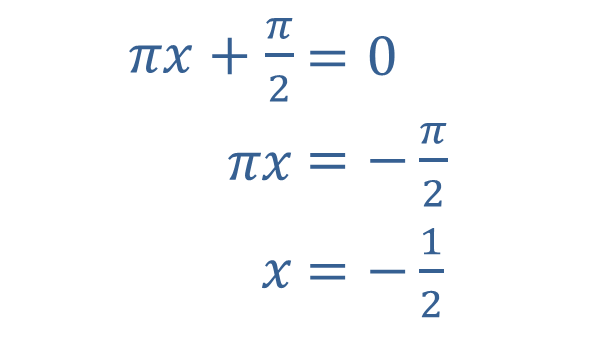 πx + π/2 = 0
πx = − π/2
x = − 1/2